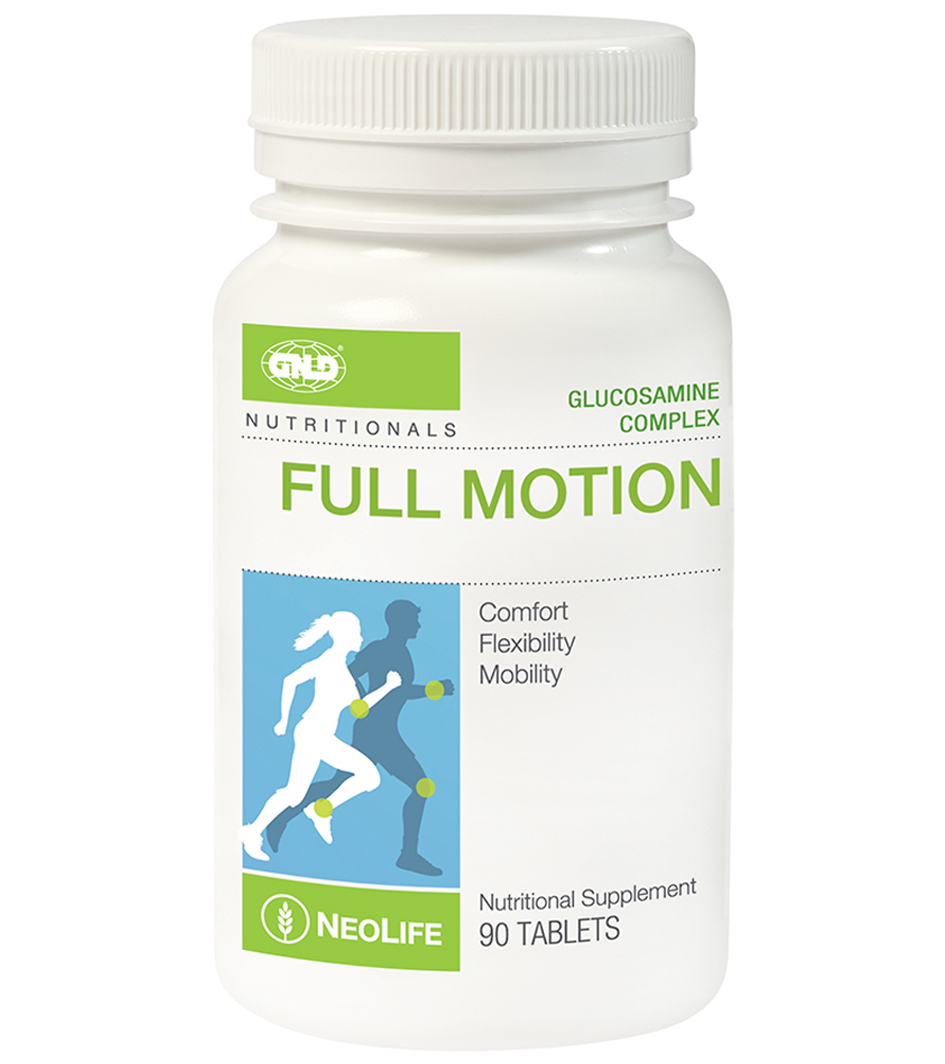 GNLD®
NUTRITIONALS
GLUCOSAMINE
COMPLEX
FULL MOTION
Comfort
Flexibility
Mobility
Nutritional Supplement
90 TABLETS
NEOLIFE